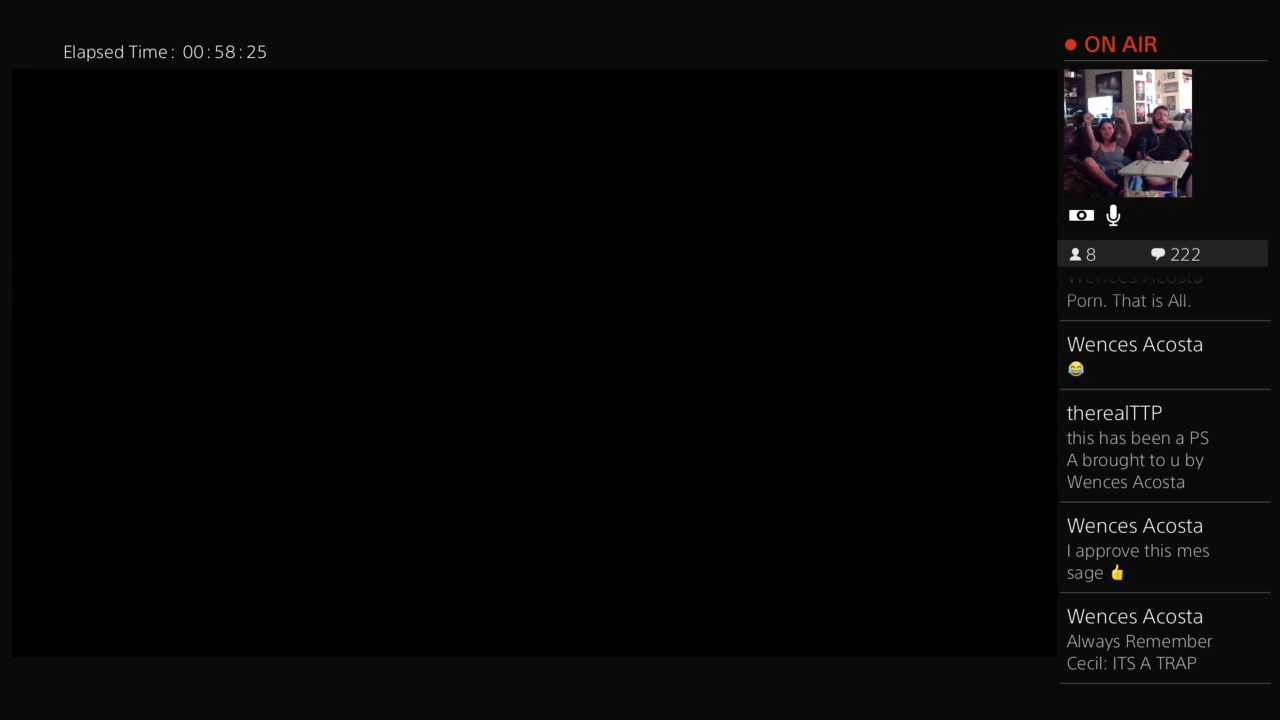 Elapsed Time: 00:58:25
ON AIR
8 222
Wences Acosta
Porn. That is All.
Wences Acosta
😂
therealTTP
this has been a PS
A brought to u by
Wences Acosta
Wences Acosta
I approve this mes
sage 👍
Wences Acosta
Always Remember
Cecil: ITS A TRAP